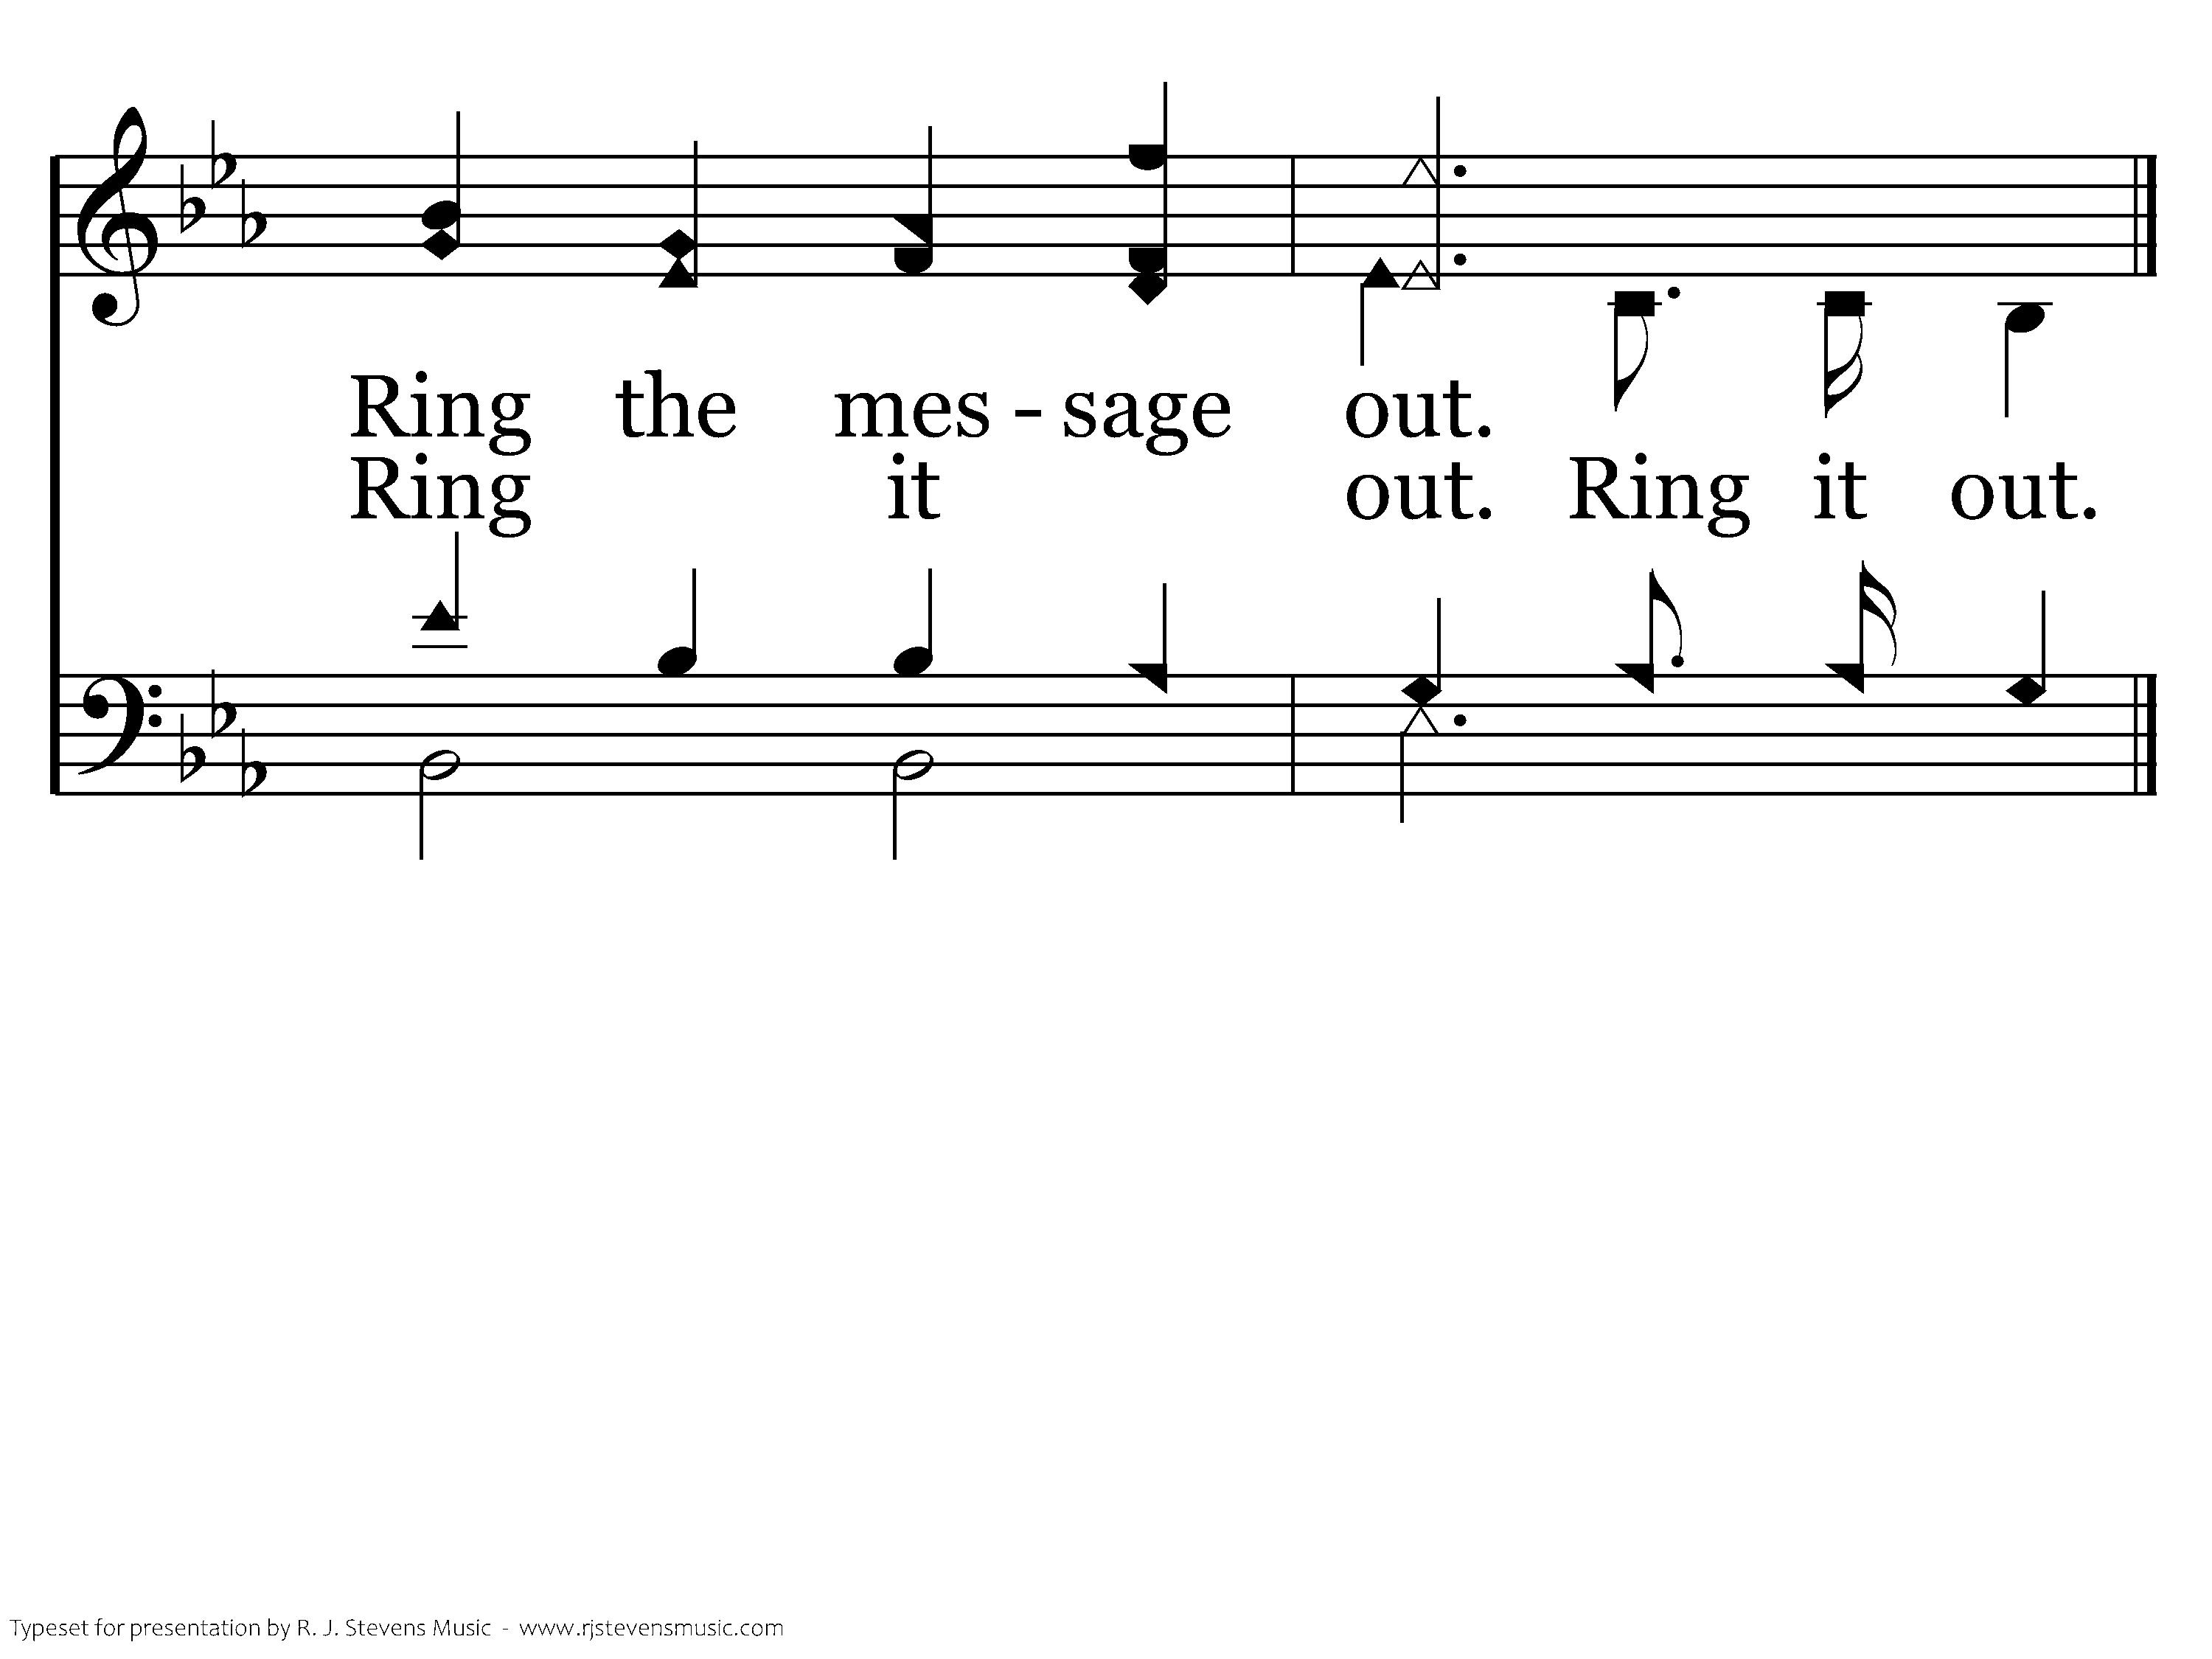 Ring the mes - sage out.
Ring it out. Ring it out.
Typeset for presentation by R. J. Stevens Music - www.rjstevensmusic.com